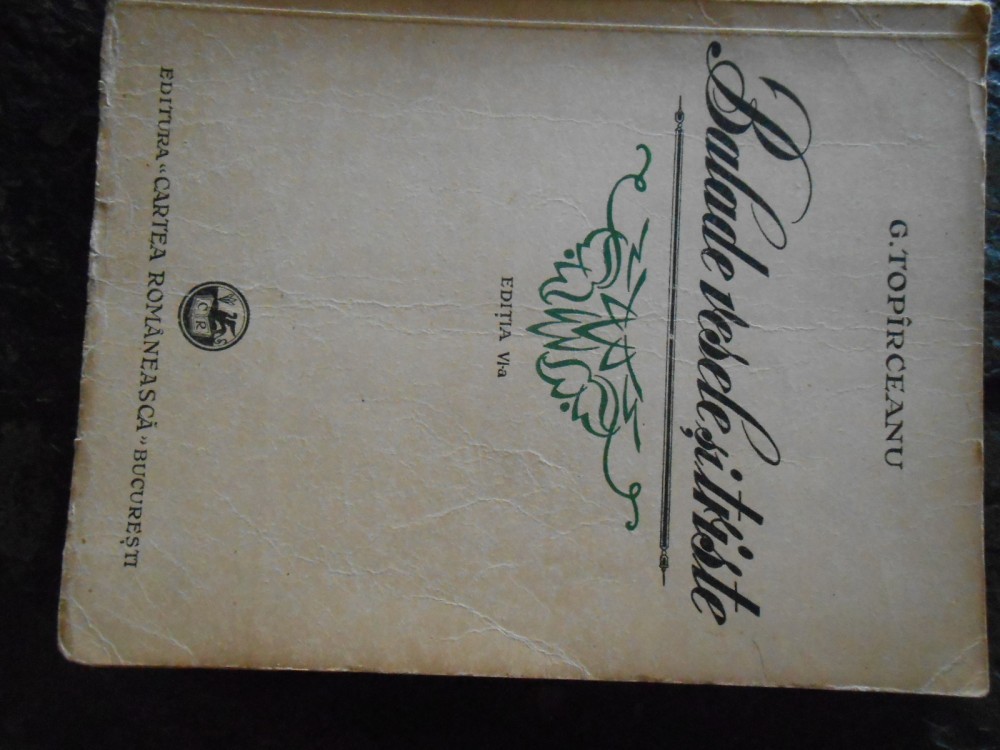 G. TOPÎRCEANU
Balade vesele și triste
EDIȚIA VI-a
C R
EDITURA "CARTEA ROMÂNEASCĂ" BUCUREȘTI